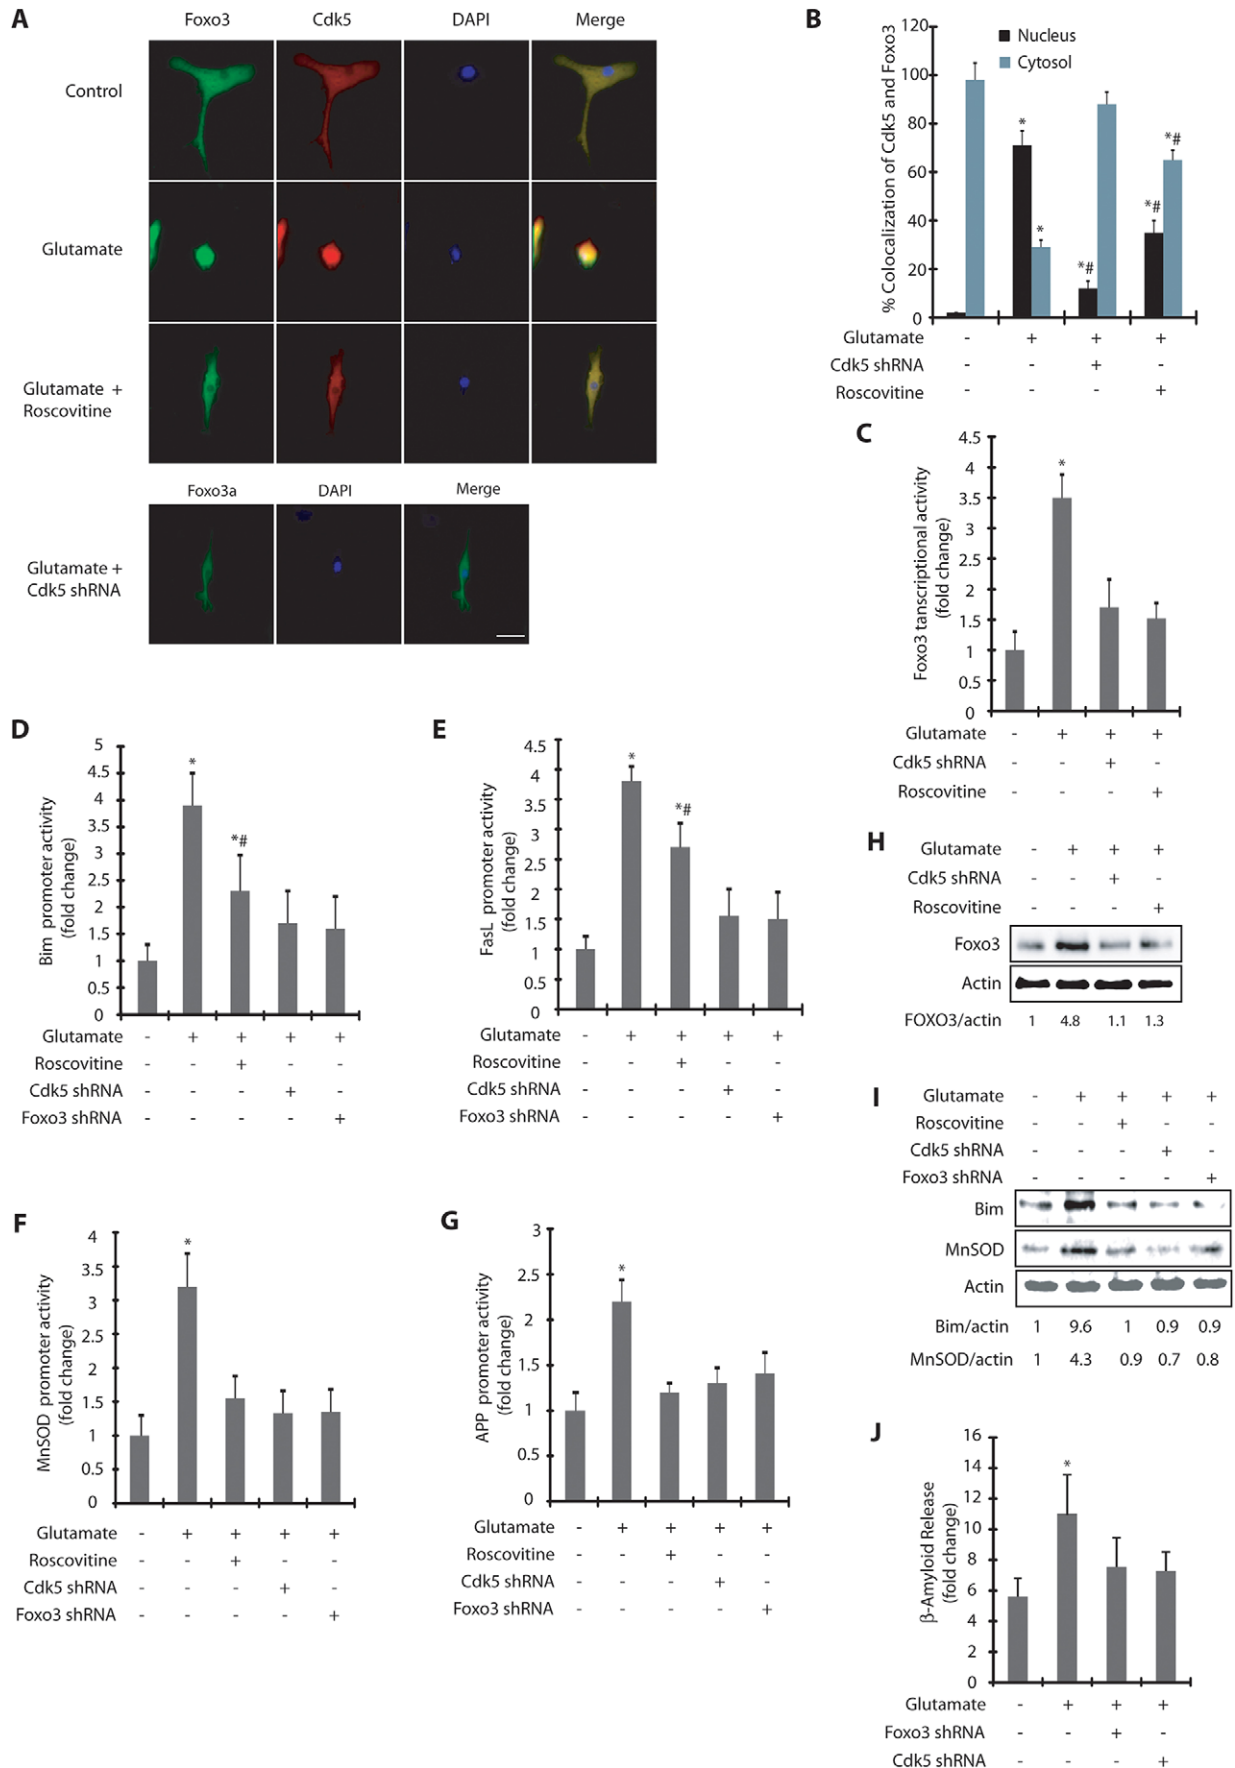 A
Foxo3 Cdk5 DAPI Merge
Control
Glutamate
Glutamate +
Roscovitine
Foxo3a DAPI Merge
Glutamate +
Cdk5 shRNA
B
% Colocalization of Cdk5 and Foxo3
120
100
80
60
40
20
0
Nucleus
Cytosol
* * *# *# *#
Glutamate - + + +
Cdk5 shRNA - - + -
Roscovitine - - - +
C
Foxo3 tanscriptional activity
(fold change)
4.5
4
3.5
3
2.5
2
1.5
1
0.5
0
*
Glutamate - + + +
Cdk5 shRNA - - + -
Roscovitine - - - +
D
Bim promoter activity
(fold change)
5
4.5
4
3.5
3
2.5
2
1.5
1
0.5
0
* *#
Glutamate - + + + +
Roscovitine - - + - -
Cdk5 shRNA - - - + -
Foxo3 shRNA - - - - +
E
FasL promoter activity
(fold change)
4.5
4
3.5
3
2.5
2
1.5
1
0.5
0
* *#
Glutamate - + + + +
Roscovitine - - + - -
Cdk5 shRNA - - - + -
Foxo3 shRNA - - - - +
H
Glutamate - + + +
Cdk5 shRNA - - + -
Roscovitine - - - +
Foxo3
Actin
FOXO3/actin 1 4.8 1.1 1.3
I
Glutamate - + + + +
Roscovitine - - + - -
Cdk5 shRNA - - - + -
Foxo3 shRNA - - - - +
Bim
MnSOD
Actin
Bim/actin 1 9.6 1 0.9 0.9
MnSOD/actin 1 4.3 0.9 0.7 0.8
F
MnSOD promoter activity
(fold change)
4
3.5
3
2.5
2
1.5
1
0.5
0
*
Glutamate - + + + +
Roscovitine - - + - -
Cdk5 shRNA - - - + -
Foxo3 shRNA - - - - +
G
APP promoter activity
(fold change)
3
2.5
2
1.5
1
0.5
0
*
Glutamate - + + + +
Roscovitine - - + - -
Cdk5 shRNA - - - + -
Foxo3 shRNA - - - - +
J
β-Amyloid Release
(fold change)
16
14
12
10
8
6
4
2
0
*
Glutamate - + + +
Foxo3 shRNA - - + -
Cdk5 shRNA - - - +